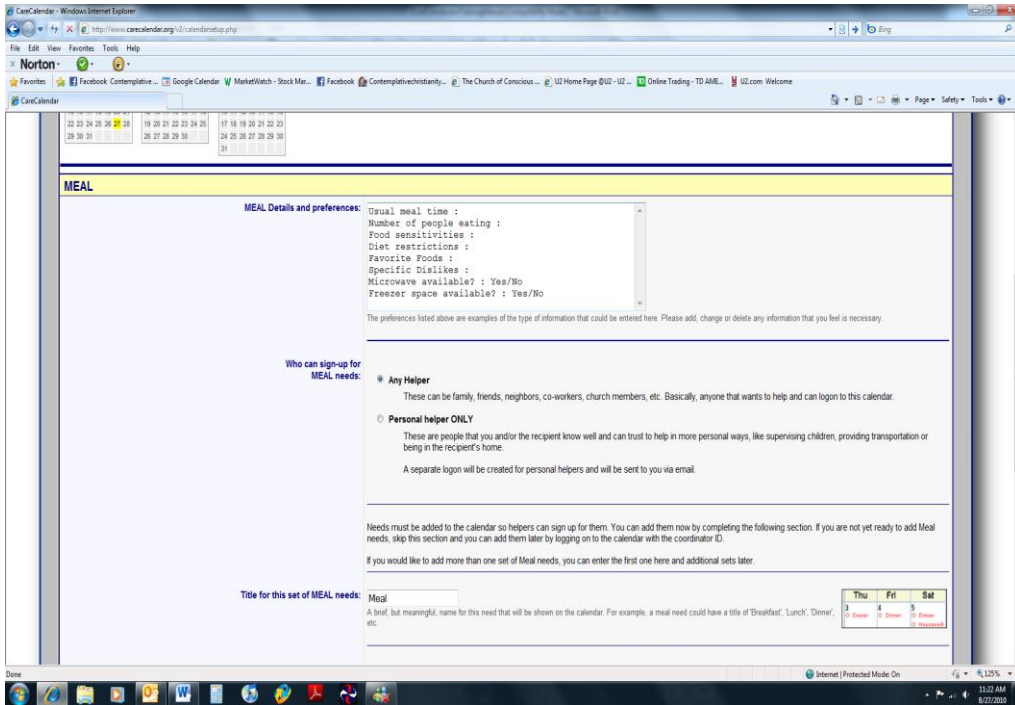 CareCalendar - Windows Internet Explorer
http://www.carecalendar.org/v2/calendarsetup.php
Bing
File Edit View Favorites Tools Help
x Norton
Favorites Facebook Contemplative ... Google Calendar MarketWatch - Stock Mar... Facebook Contemplativechristianity... The Church of Conscious ... U2 Home Page @U2 - U2 ... Online Trading - TD AME... U2.com Welcome
CareCalendar
Page Safety Tools
22 23 24 25 26 27 28 19 20 21 22 23 24 25 17 18 19 20 21 22 23
29 30 31 26 27 28 29 30 24 25 26 27 28 29 30
31
MEAL
MEAL Details and preferences:
Usual meal time :
Number of people eating :
Food sensitivities :
Diet restrictions :
Favorite Foods :
Specific Dislikes :
Microwave available? : Yes/No
Freezer space available? : Yes/No
The preferences listed above are examples of the type of information that could be entered here. Please add, change or delete any information that you feel is necessary.
Who can sign-up for
MEAL needs:
Any Helper
These can be family, friends, neighbors, co-workers, church members, etc. Basically, anyone that wants to help and can logon to this calendar.
Personal helper ONLY
These are people that you and/or the recipient know well and can trust to help in more personal ways, like supervising children, providing transportation or
being in the recipient's home.
A separate logon will be created for personal helpers and will be sent to you via email.
Needs must be added to the calendar so helpers can sign up for them. You can add them now by completing the following section. If you are not yet ready to add Meal
needs, skip this section and you can add them later by logging on to the calendar with the coordinator ID.
If you would like to add more than one set of Meal needs, you can enter the first one here and additional sets later.
Title for this set of MEAL needs: Meal
A brief, but meaningful, name for this need that will be shown on the calendar. For example, a meal need could have a title of 'Breakfast', 'Lunch', 'Dinner',
etc.
Thu Fri Sat
3 4 5
O Dinner O Dinner O Dinner
O Housework
Done
Internet | Protected Mode: On
125%
11:22 AM
8/27/2010